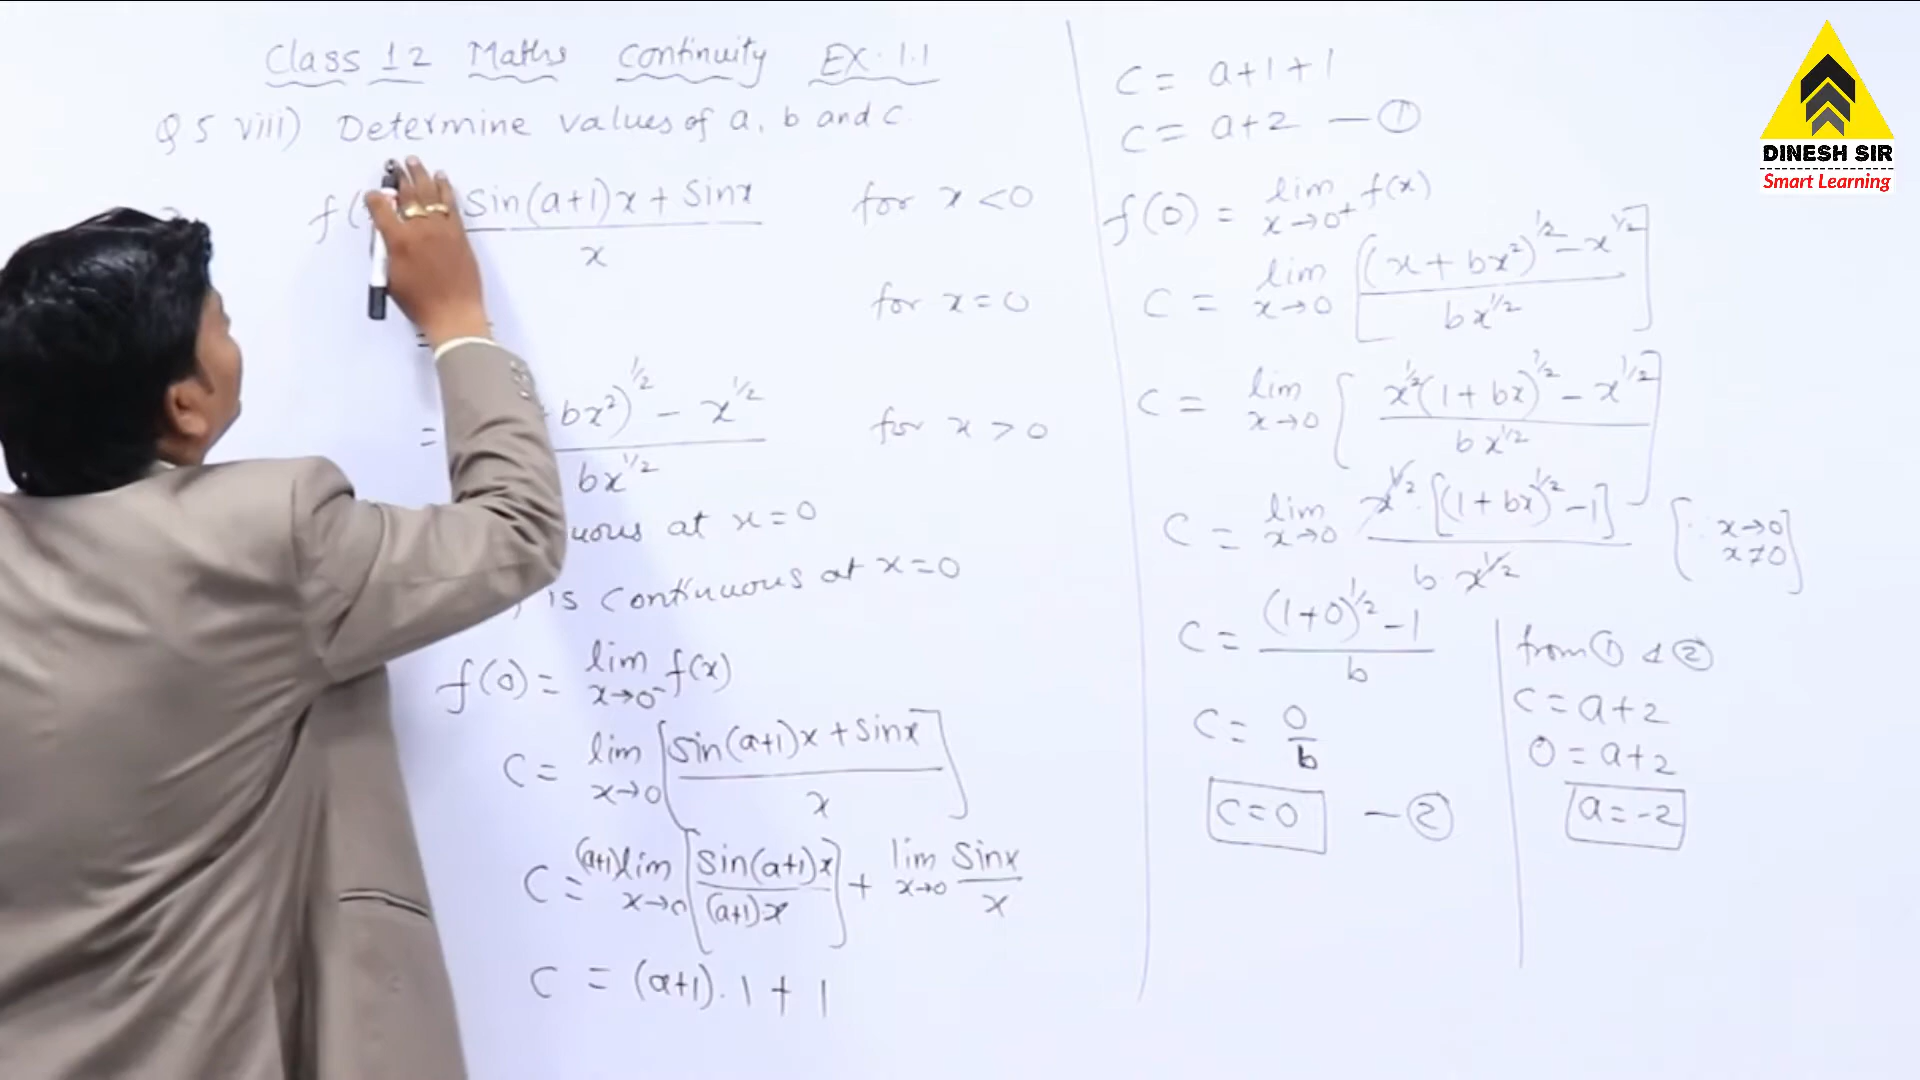 Class 12 Maths Continuity EX. 1.1
Q 5 viii) Determine values of a, b and c.
f( sin(a+1)x + sinx / x for x < 0
= for x = 0
= bx²)^1/2 - x^1/2 / bx^1/2 for x > 0
uous at x = 0
is continuous at x = 0
f(0) = lim x→0⁻ f(x)
C = lim x→0 [sin(a+1)x + sinx / x]
C = (a+1) lim x→0 [sin(a+1)x / (a+1)x] + lim x→0 sinx / x
C = (a+1) . 1 + 1
C = a+1+1
C = a+2 — ①
f(0) = lim x→0⁺ f(x)
C = lim x→0 [(x + bx²)^1/2 - x^1/2 / bx^1/2]
C = lim x→0 [x^1/2 (1 + bx)^1/2 - x^1/2 / bx^1/2]
C = lim x→0 x^1/2 . [(1 + bx)^1/2 - 1] / b . x^1/2 [∵ x→0 x≠0]
C = (1+0)^1/2 - 1 / b
C = 0 / b
C = 0 — ②
from ① & ②
C = a+2
0 = a+2
a = -2
DINESH SIR
Smart Learning